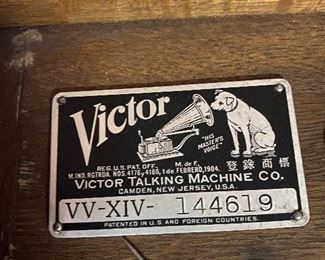 Victor
"HIS
MASTER'S
VOICE"
REG. U.S. PAT. OFF. M. de F.
M. IND. RGTRDA. NOS. 4176, 4180, 1 de FEBRERO, 1904.
登錄商標
VICTOR TALKING MACHINE CO.
CAMDEN, NEW JERSEY, U.S.A.
VV-XIV- 144619
PATENTED IN U.S. AND FOREIGN COUNTRIES.